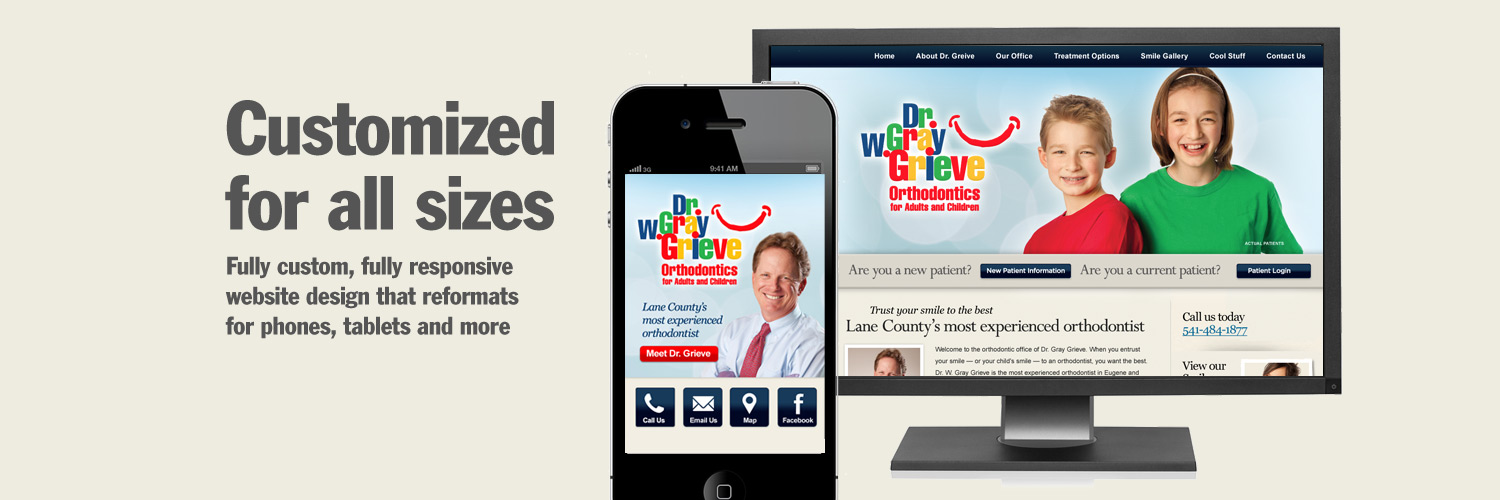 Customized
for all sizes
Fully custom, fully responsive
website design that reformats
for phones, tablets and more
3G
9:41 AM
Dr.
W.Gray
Grieve
Orthodontics
for Adults and Children
Lane County's
most experienced
orthodontist
Meet Dr. Grieve
Call Us Email Us Map Facebook
Home About Dr. Greive Our Office Treatment Options Smile Gallery Cool Stuff Contact Us
Dr.
W.Gray
Grieve
Orthodontics
for Adults and Children
ACTUAL PATIENTS
Are you a new patient? New Patient Information Are you a current patient? Patient Login
Trust your smile to the best
Lane County's most experienced orthodontist
Welcome to the orthodontic office of Dr. Gray Grieve. When you entrust
your smile — or your child's smile — to an orthodontist, you want the best.
Dr. W. Gray Grieve is the most experienced orthodontist in Eugene and
Call us today
541-484-1877
View our